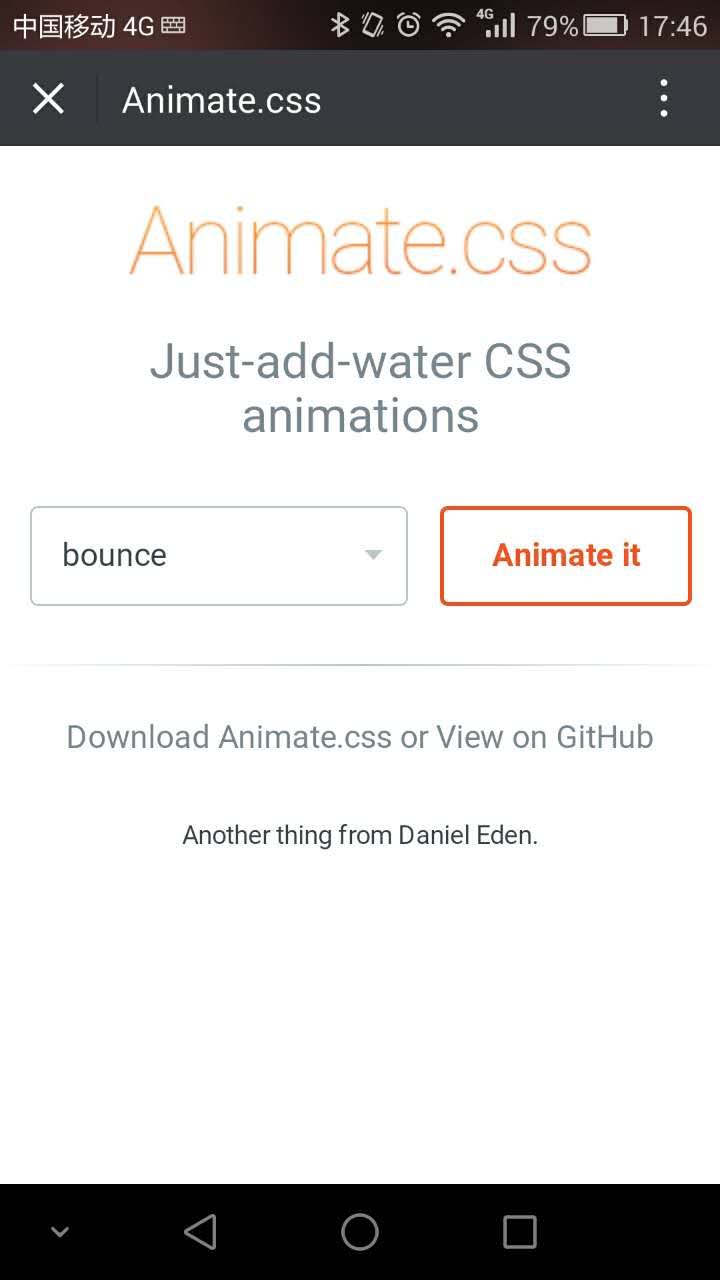 中国移动 4G 4G 79% 17:46
Animate.css
Animate.css
Just-add-water CSS
animations
bounce
Animate it
Download Animate.css or View on GitHub
Another thing from Daniel Eden.